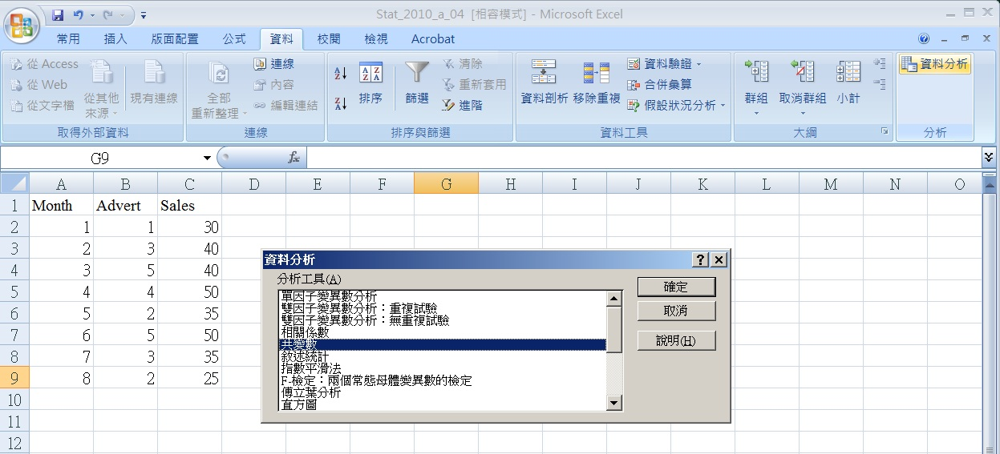 Stat_2010_a_04 [相容模式] - Microsoft Excel
常用 插入 版面配置 公式 資料 校閱 檢視 Acrobat
從 Access
從 Web
從文字檔
從其他來源
現有連線
取得外部資料
全部重新整理
連線
內容
編輯連結
連線
排序
篩選
清除
重新套用
進階
排序與篩選
資料剖析
移除重複
資料驗證
合併彙算
假設狀況分析
資料工具
群組
取消群組
小計
大綱
資料分析
分析
G9 fx
A B C D E F G H I J K L M N O
1 Month Advert Sales
2 1 1 30
3 2 3 40
4 3 5 40
5 4 4 50
6 5 2 35
7 6 5 50
8 7 3 35
9 8 2 25
10
11
12
資料分析
分析工具(A)
單因子變異數分析
雙因子變異數分析：重複試驗
雙因子變異數分析：無重複試驗
相關係數
共變數
敘述統計
指數平滑法
F-檢定：兩個常態母體變異數的檢定
傅立葉分析
直方圖
確定
取消
說明(H)